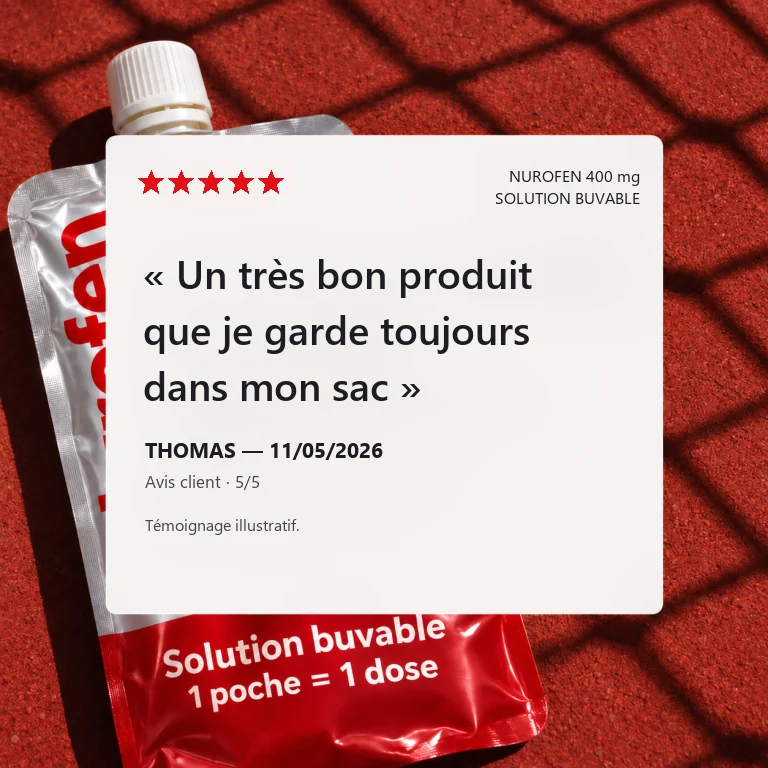 ★★★★★
NUROFEN 400 mg
SOLUTION BUVABLE
« Un très bon produit
que je garde toujours
dans mon sac »
THOMAS — 11/05/2026
Avis client · 5/5
Témoignage illustratif.
Solution buvable
1 poche = 1 dose